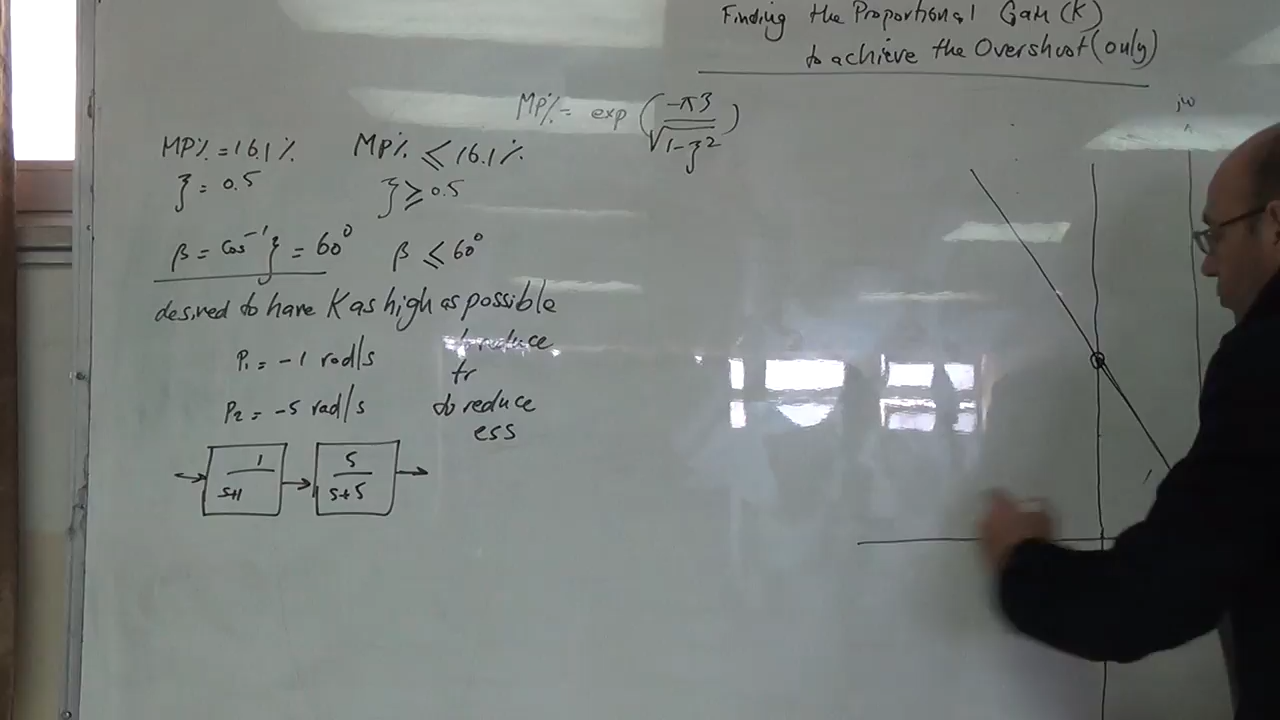 Finding the Proportional Gain (K)
to achieve the Overshoot (only)
MP% = exp (-πζ / √1-ζ²)
jω
MP% = 16.1%
ζ = 0.5
β = cos⁻¹ζ = 60°
MP% ≤ 16.1%
ζ ≥ 0.5
β ≤ 60°
desired to have K as high as possible
to reduce
tr
to reduce
ess
P₁ = -1 rad/s
P₂ = -5 rad/s
1 / s+1
5 / s+5